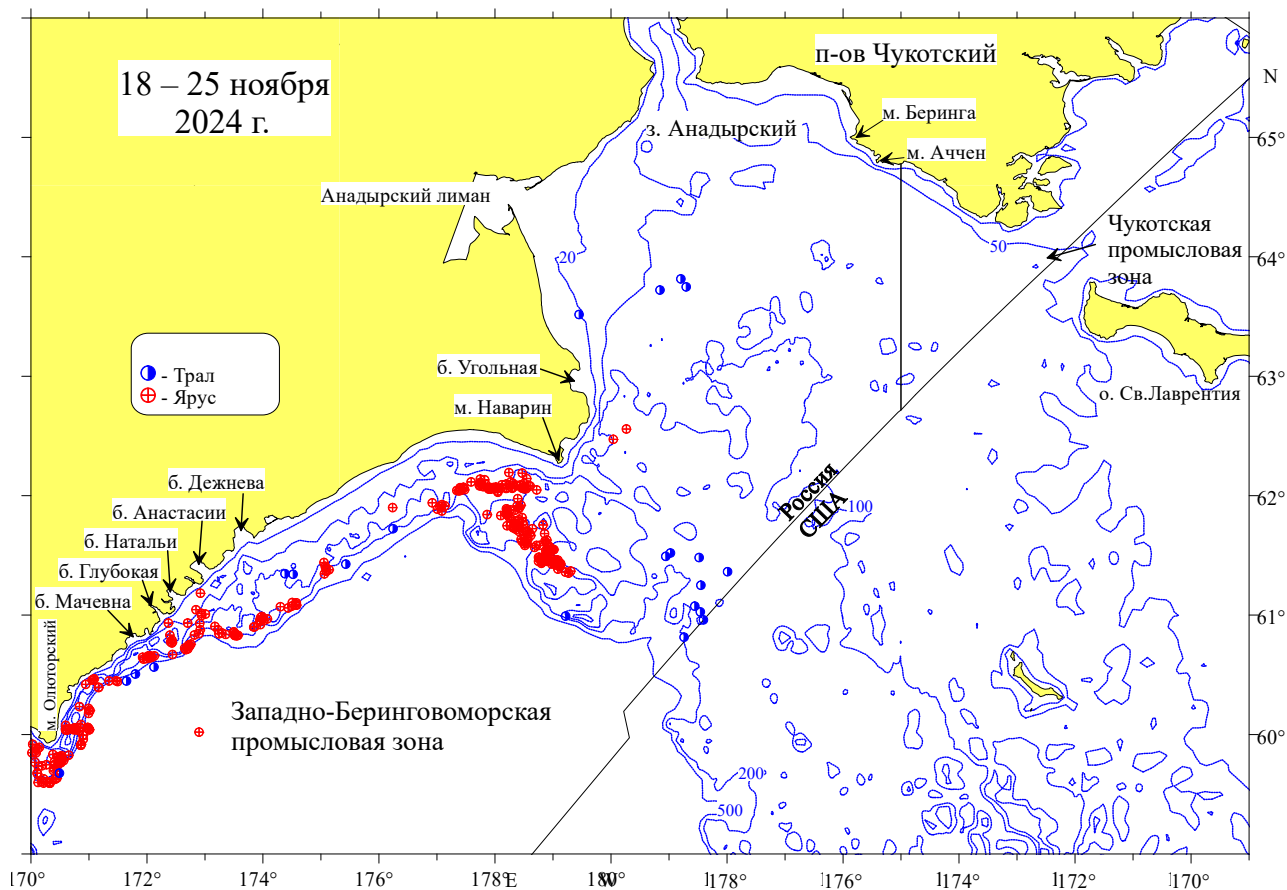 18 – 25 ноября
2024 г.
п-ов Чукотский
N
м. Беринга
з. Анадырский
65°
м. Аччен
Анадырский лиман
Чукотская
промысловая
зона
50
20
64°
63°
б. Угольная
о. Св.Лаврентия
- Трал
- Ярус
м. Наварин
62°
Россия
США
100
б. Дежнева
б. Анастасии
б. Натальи
б. Глубокая
б. Мачевна
61°
м. Олюторский
Западно-Беринговоморская
промысловая зона
60°
200
500
170
172
174
176
178
E
180°
W
178
176
174
172
170°